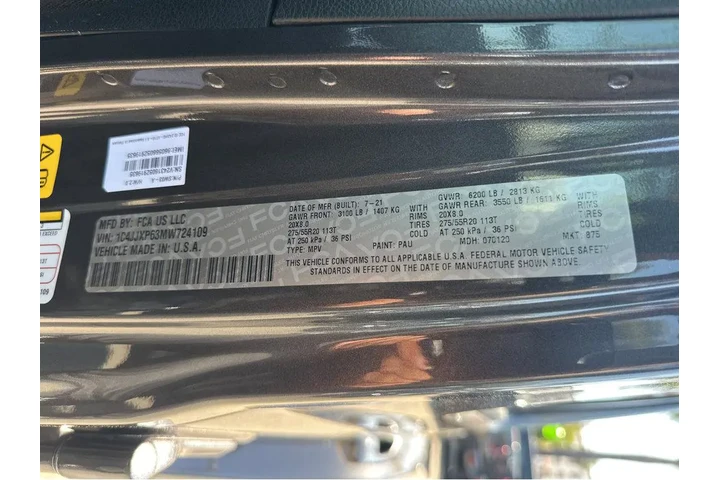 MFD. BY: FCA US LLC
VIN: 1C4JJXP63MW724109
VEHICLE MADE IN U.S.A.
DATE OF MFR (BUILT): 7-21
GAWR FRONT: 3100 LB / 1407 KG
RIMS
20X8.0
TIRES
275/55R20 113T
AT 250 kPa / 36 PSI
TYPE: MPV
PAINT: PAU
GVWR: 6200 LB / 2813 KG
GAWR REAR: 3550 LB / 1611 KG
RIMS
20X8.0
TIRES
275/55R20 113T
AT 250 kPa / 36 PSI
MDH: 070120
MKT: 875
THIS VEHICLE CONFORMS TO ALL APPLICABLE U.S.A. FEDERAL MOTOR VEHICLE SAFETY
STANDARDS IN EFFECT ON THE DATE OF MANUFACTURE SHOWN ABOVE.